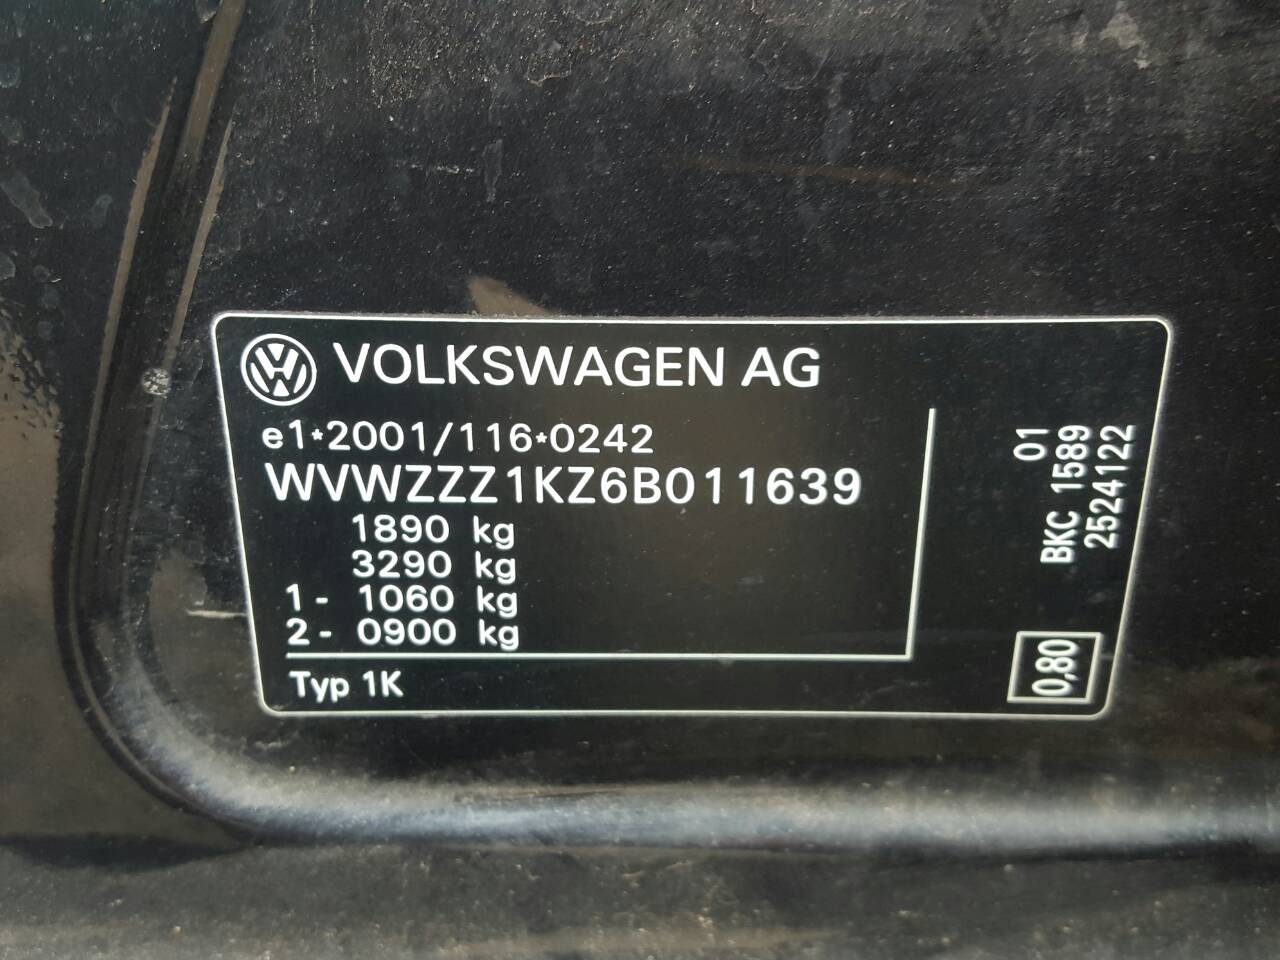 VOLKSWAGEN AG
e1*2001/116*0242
WVWZZZ1KZ6B011639
1890 kg
3290 kg
1- 1060 kg
2- 0900 kg
Typ 1K
01
BKC 1589
2524122
0,80